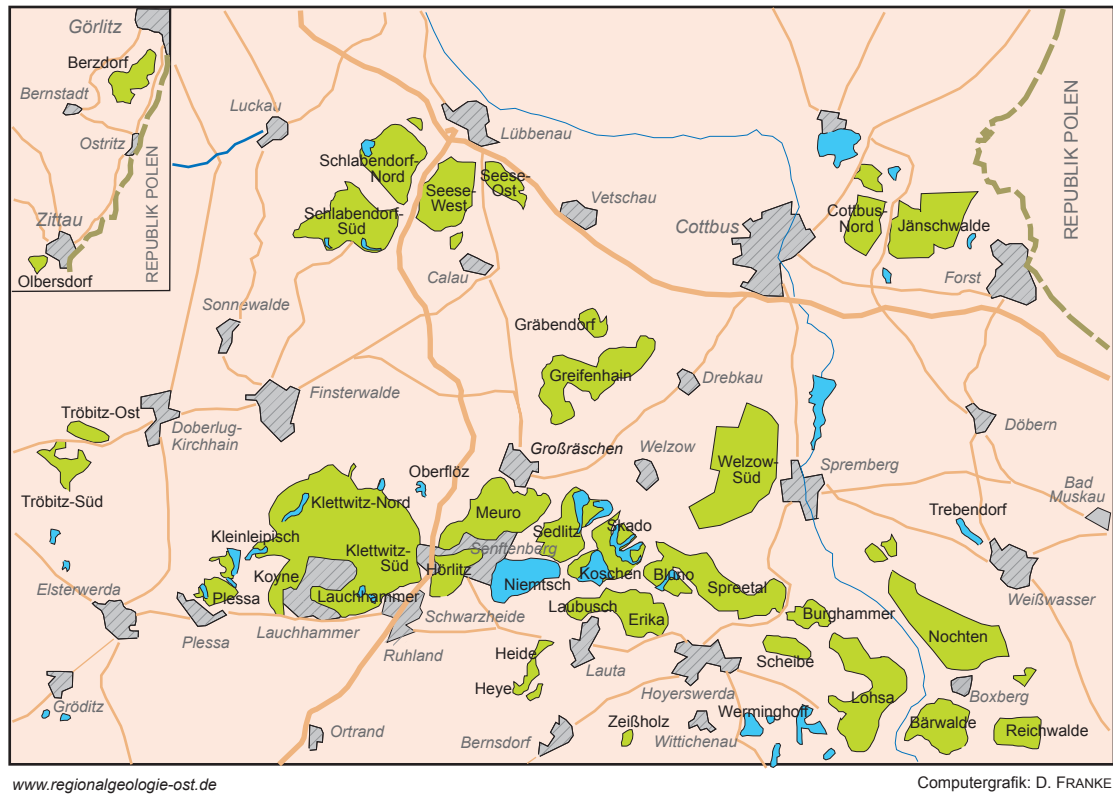 Görlitz
Berzdorf
Bernstadt
Ostritz
REPUBLIK POLEN
Zittau
Olbersdorf
Luckau
Lübbenau
Schlabendorf-
Nord
Seese-
West
Seese-
Ost
Schlabendorf-
Süd
Vetschau
Calau
Cottbus
Cottbus-
Nord
Jänschwalde
REPUBLIK POLEN
Forst
Sonnewalde
Gräbendorf
Greifenhain
Drebkau
Finsterwalde
Tröbitz-Ost
Doberlug-
Kirchhain
Tröbitz-Süd
Döbern
Großräschen
Welzow
Welzow-
Süd
Spremberg
Bad
Muskau
Oberflöz
Klettwitz-Nord
Meuro
Sedlitz
Skado
Trebendorf
Kleinleipisch
Klettwitz-
Süd
Senftenberg
Hörlitz
Niemtsch
Koschen
Bluno
Spreetal
Weißwasser
Elsterwerda
Koyne
Plessa
Lauchhammer
Laubusch
Erika
Burghammer
Nochten
Plessa
Lauchhammer
Schwarzheide
Ruhland
Lauta
Heide
Heye
Scheibe
Hoyerswerda
Lohsa
Boxberg
Gröditz
Ortrand
Bernsdorf
Zeißholz
Werminghoff
Wittichenau
Bärwalde
Reichwalde
www.regionalgeologie-ost.de
Computergrafik: D. FRANKE